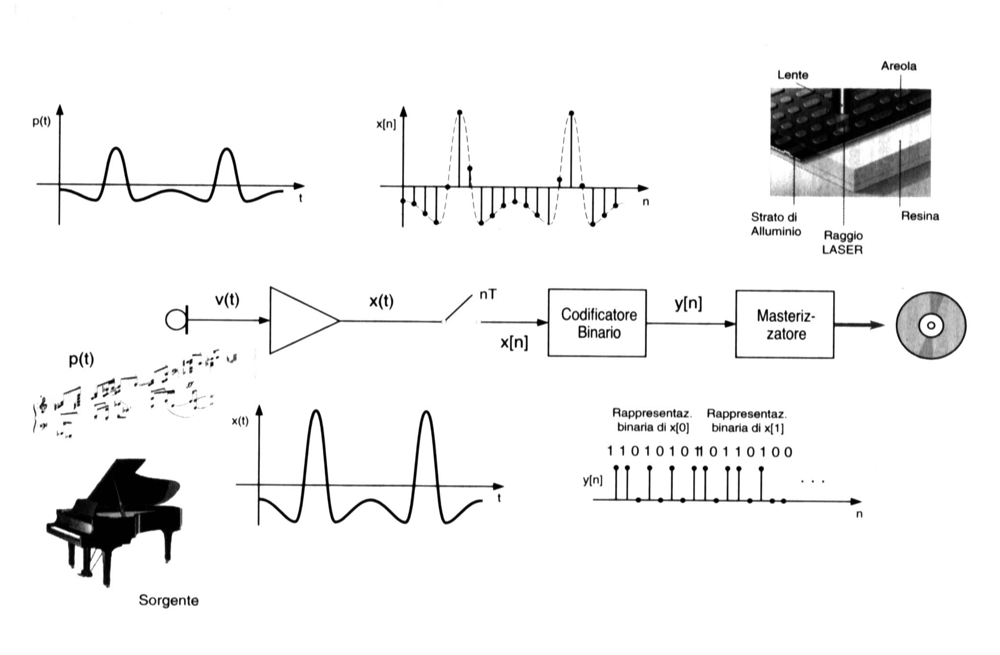 p(t)
t
x[n]
n
Lente
Areola
Strato di
Alluminio
Raggio
LASER
Resina
v(t)
x(t)
nT
x[n]
Codificatore
Binario
y[n]
Masteriz-
zatore
p(t)
Sorgente
x(t)
t
Rappresentaz.
binaria di x[0]
Rappresentaz.
binaria di x[1]
1 1 0 1 0 1 0 1 1 0 1 1 0 1 0 0
y[n]
. . .
n